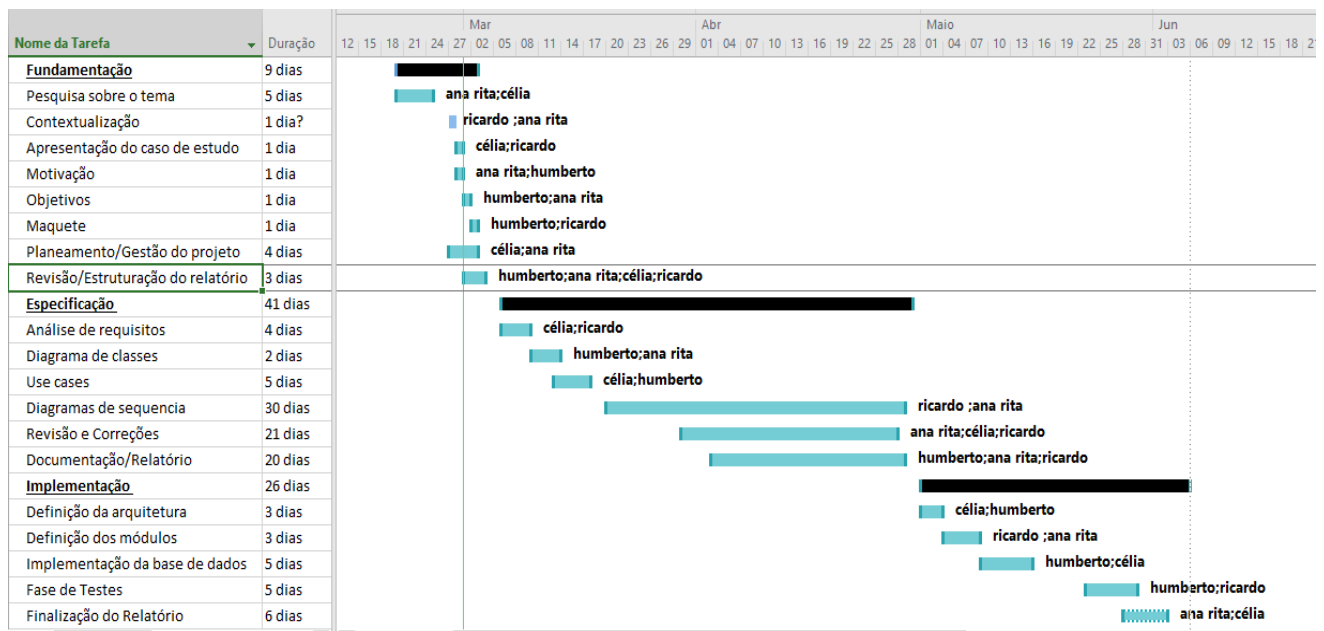 Mar Abr Maio Jun
Nome da Tarefa Duração 12 15 18 21 24 27 02 05 08 11 14 17 20 23 26 29 01 04 07 10 13 16 19 22 25 28 01 04 07 10 13 16 19 22 25 28 31 03 06 09 12 15 18
Fundamentação 9 dias
Pesquisa sobre o tema 5 dias ana rita;célia
Contextualização 1 dia? ricardo ;ana rita
Apresentação do caso de estudo 1 dia célia;ricardo
Motivação 1 dia ana rita;humberto
Objetivos 1 dia humberto;ana rita
Maquete 1 dia humberto;ricardo
Planeamento/Gestão do projeto 4 dias célia;ana rita
Revisão/Estruturação do relatório 3 dias humberto;ana rita;célia;ricardo
Especificação 41 dias
Análise de requisitos 4 dias célia;ricardo
Diagrama de classes 2 dias humberto;ana rita
Use cases 5 dias célia;humberto
Diagramas de sequencia 30 dias ricardo ;ana rita
Revisão e Correções 21 dias ana rita;célia;ricardo
Documentação/Relatório 20 dias humberto;ana rita;ricardo
Implementação 26 dias
Definição da arquitetura 3 dias célia;humberto
Definição dos módulos 3 dias ricardo ;ana rita
Implementação da base de dados 5 dias humberto;célia
Fase de Testes 5 dias humberto;ricardo
Finalização do Relatório 6 dias ana rita;célia